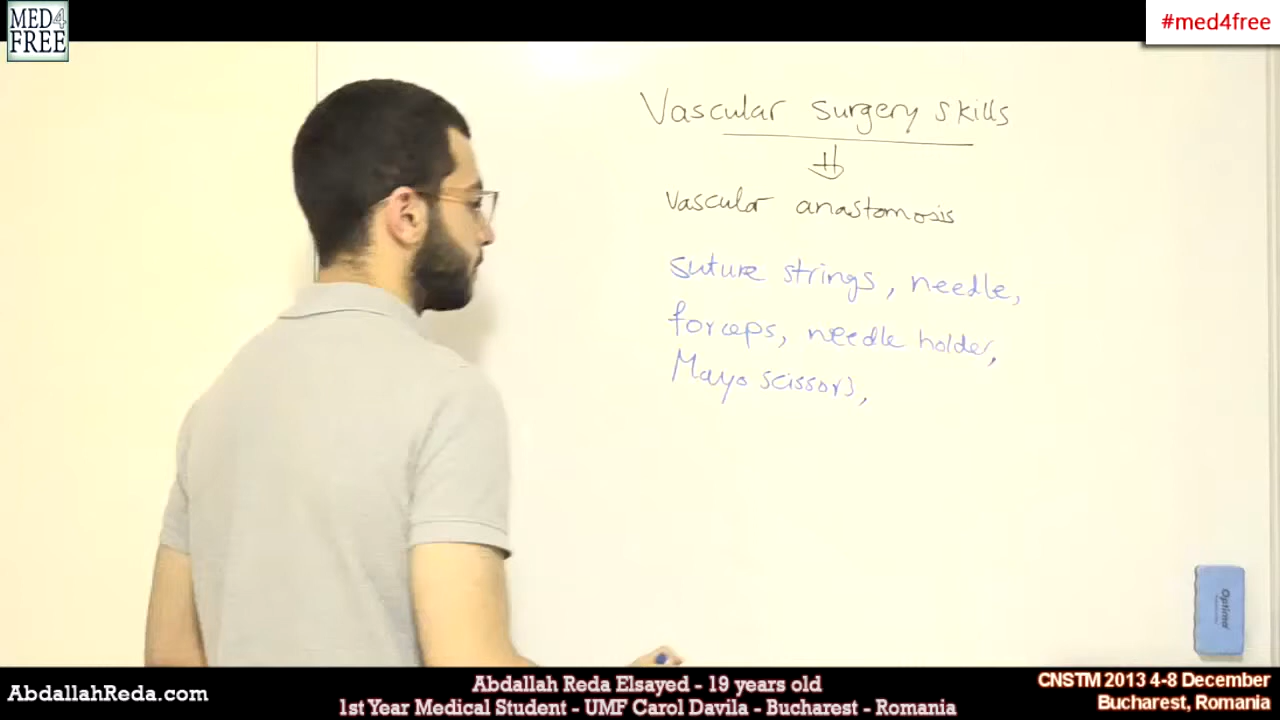 MED4
FREE
#med4free
Vascular surgery skills
vascular anastomosis
suture strings, needle,
forceps, needle holder,
Mayo scissors,
Optima
AbdallahReda.com
Abdallah Reda Elsayed - 19 years old
1st Year Medical Student - UMF Carol Davila - Bucharest - Romania
CNSTM 2013 4-8 December
Bucharest, Romania